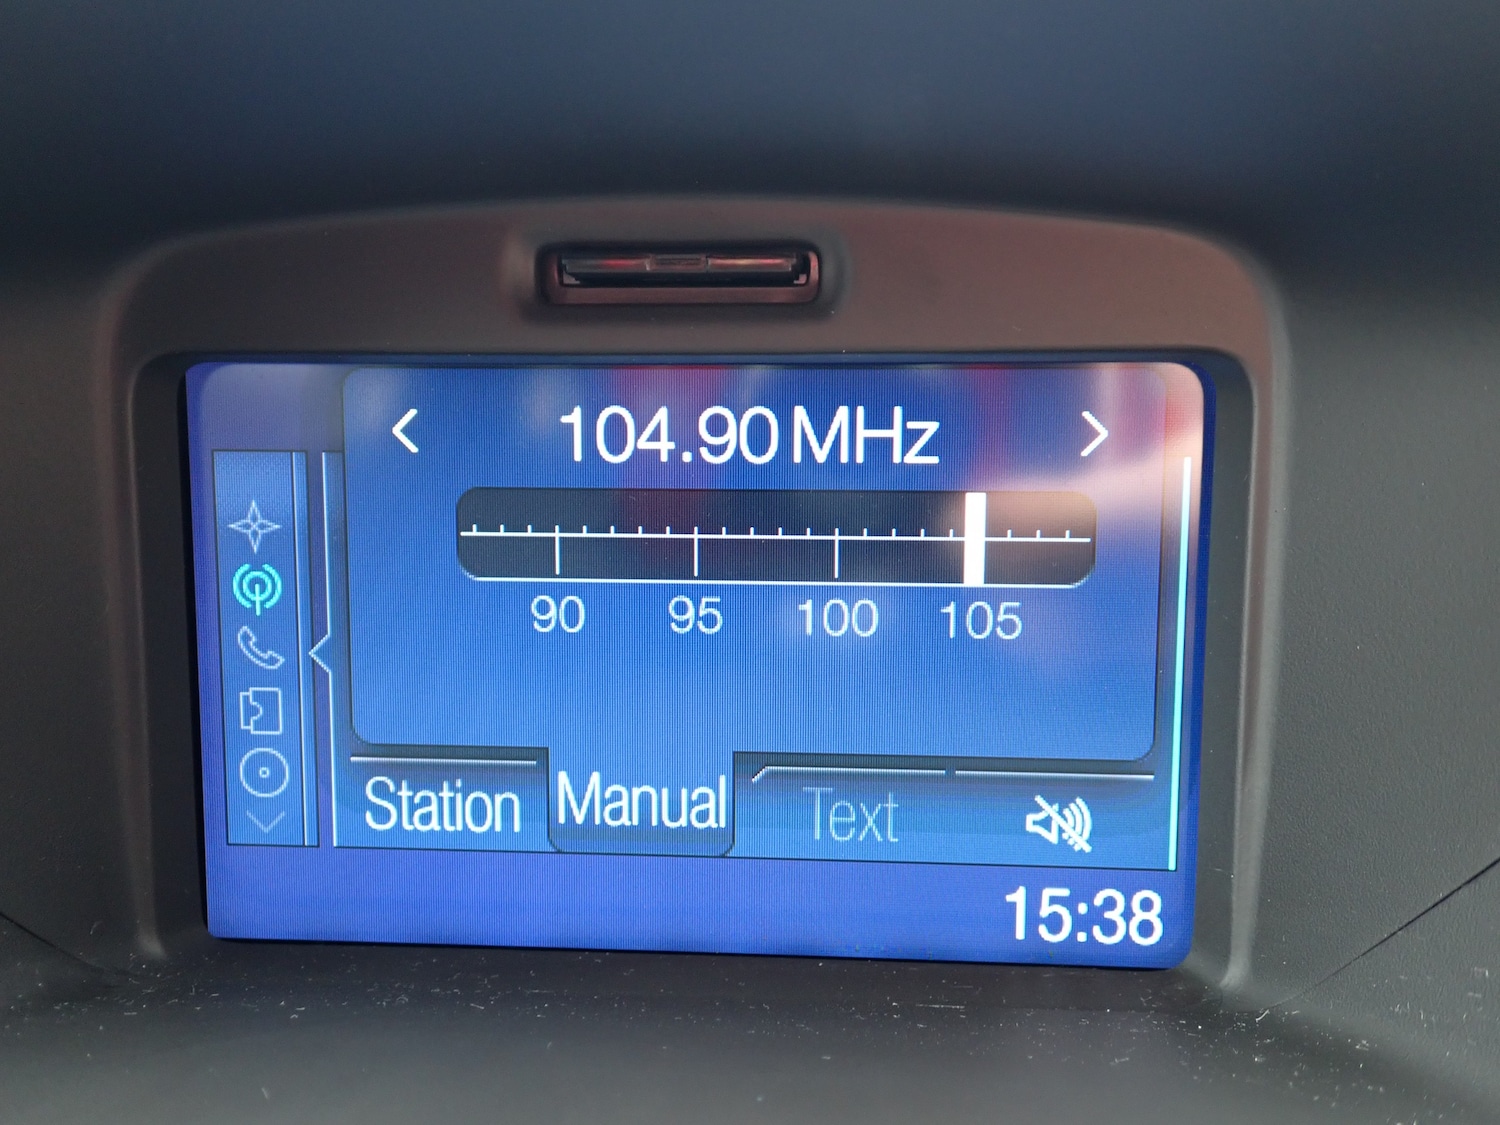 104.90 MHz
90 95 100 105
Station Manual Text
15:38